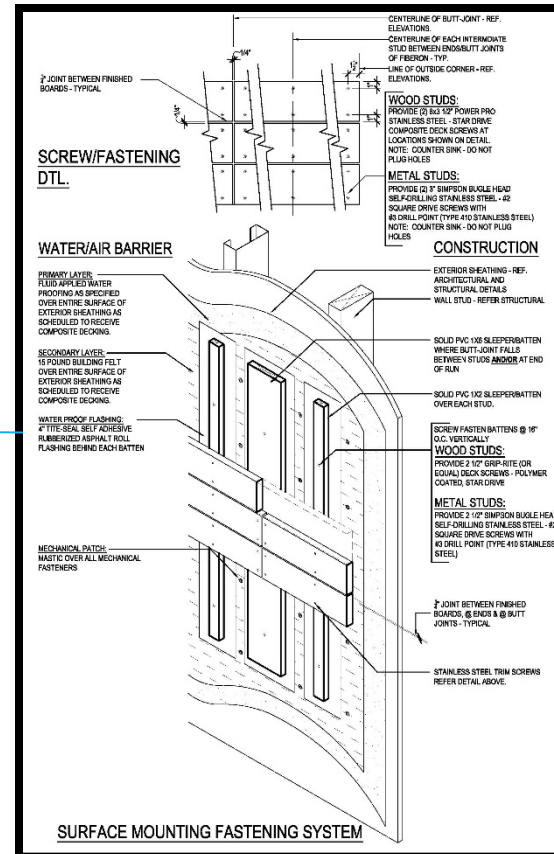 CENTERLINE OF BUTT-JOINT - REF.
ELEVATIONS.
CENTERLINE OF EACH INTERMDIATE
STUD BETWEEN ENDS/BUTT JOINTS
OF FIBERON - TYP.
LINE OF OUTSIDE CORNER - REF.
ELEVATIONS.
1/4"
JOINT BETWEEN FINISHED
BOARDS - TYPICAL
1/4"
WOOD STUDS:
PROVIDE (2) 8x3 1/2" POWER PRO
STAINLESS STEEL - STAR DRIVE
COMPOSITE DECK SCREWS AT
LOCATIONS SHOWN ON DETAIL.
NOTE: COUNTER SINK - DO NOT
PLUG HOLES
METAL STUDS:
PROVIDE (2) 3" SIMPSON BUGLE HEAD
SELF-DRILLING STAINLESS STEEL - #2
SQUARE DRIVE SCREWS WITH
#3 DRILL POINT (TYPE 410 STAINLESS STEEL)
NOTE: COUNTER SINK - DO NOT PLUG
HOLES
SCREW/FASTENING
DTL.
WATER/AIR BARRIER
PRIMARY LAYER:
FLUID APPLIED WATER
PROOFING AS SPECIFIED
OVER ENTIRE SURFACE OF
EXTERIOR SHEATHING AS
SCHEDULED TO RECEIVE
COMPOSITE DECKING.
SECONDARY LAYER:
15 POUND BUILDING FELT
OVER ENTIRE SURFACE OF
EXTERIOR SHEATHING AS
SCHEDULED TO RECEIVE
COMPOSITE DECKING.
WATER PROOF FLASHING:
4" TITE-SEAL SELF ADHESIVE
RUBBERIZED ASPHALT ROLL
FLASHING BEHIND EACH BATTEN
MECHANICAL PATCH:
MASTIC OVER ALL MECHANICAL
FASTENERS
CONSTRUCTION
EXTERIOR SHEATHING - REF.
ARCHITECTURAL AND
STRUCTURAL DETAILS
WALL STUD - REFER STRUCTURAL
SOLID PVC 1X6 SLEEPER/BATTEN
WHERE BUTT-JOINT FALLS
BETWEEN STUDS AND/OR AT END
OF RUN
SOLID PVC 1X2 SLEEPER/BATTEN
OVER EACH STUD.
SCREW FASTEN BATTENS @ 16"
O.C. VERTICALLY
WOOD STUDS:
PROVIDE 2 1/2" GRIP-RITE (OR
EQUAL) DECK SCREWS - POLYMER
COATED, STAR DRIVE
METAL STUDS:
PROVIDE 2 1/2" SIMPSON BUGLE HEA
SELF-DRILLING STAINLESS STEEL - #2
SQUARE DRIVE SCREWS WITH
#3 DRILL POINT (TYPE 410 STAINLESS
STEEL)
JOINT BETWEEN FINISHED
BOARDS, @ ENDS & @ BUTT
JOINTS - TYPICAL
STAINLESS STEEL TRIM SCREWS
REFER DETAIL ABOVE.
SURFACE MOUNTING FASTENING SYSTEM